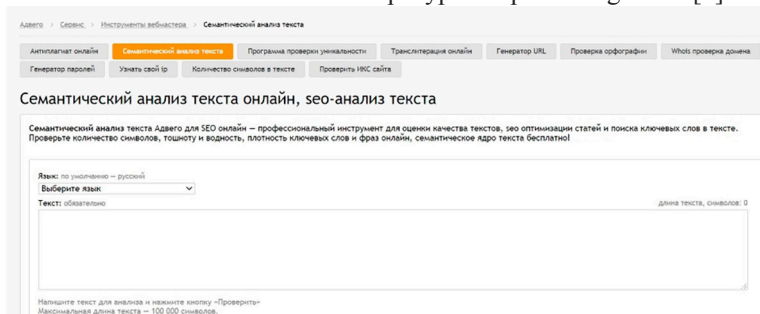 Адвего > Сервис > Инструменты вебмастера > Семантический анализ текста
Антиплагиат онлайн Семантический анализ текста Программа проверки уникальности Транслитерация онлайн Генератор URL Проверка орфографии Whois проверка домена
Генератор паролей Узнать свой ip Количество символов в тексте Проверить ИКС сайта
Семантический анализ текста онлайн, seo-анализ текста
Семантический анализ текста Адвего для SEO онлайн — профессиональный инструмент для оценки качества текстов, seo оптимизации статей и поиска ключевых слов в тексте.
Проверьте количество символов, тошноту и водность, плотность ключевых слов и фраз онлайн, семантическое ядро текста бесплатно!
Язык: по умолчанию — русский
Выберите язык
Текст: обязательно длина текста, символов: 0
Напишите текст для анализа и нажмите кнопку «Проверить»
Максимальная длина текста — 100 000 символов.